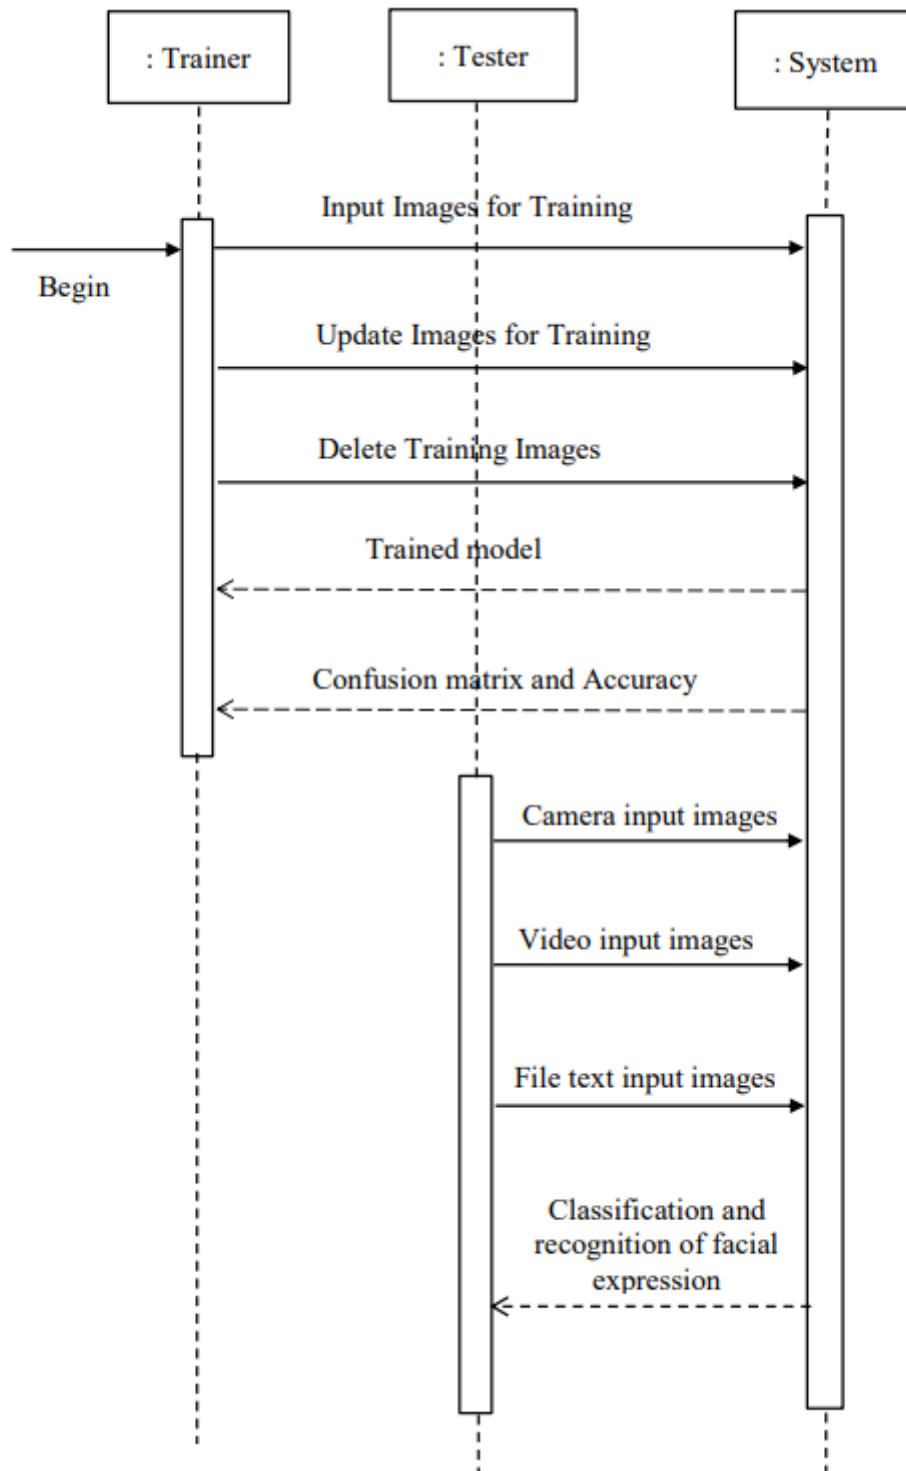 : Trainer
: Tester
: System
Input Images for Training
Begin
Update Images for Training
Delete Training Images
Trained model
Confusion matrix and Accuracy
Camera input images
Video input images
File text input images
Classification and
recognition of facial
expression